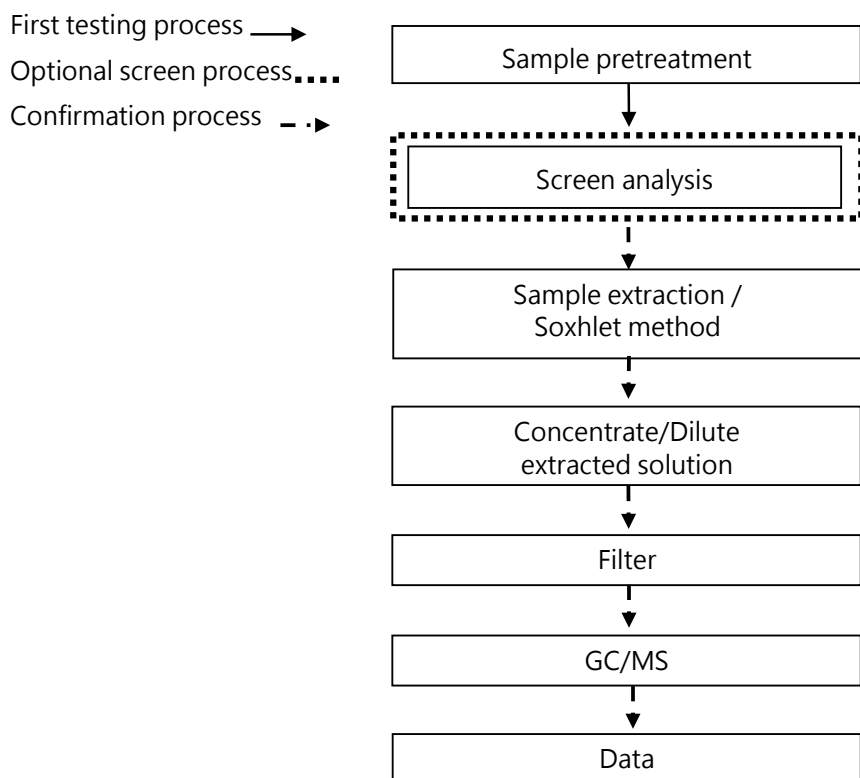 First testing process
Optional screen process
Confirmation process
Sample pretreatment
Screen analysis
Sample extraction /
Soxhlet method
Concentrate/Dilute
extracted solution
Filter
GC/MS
Data